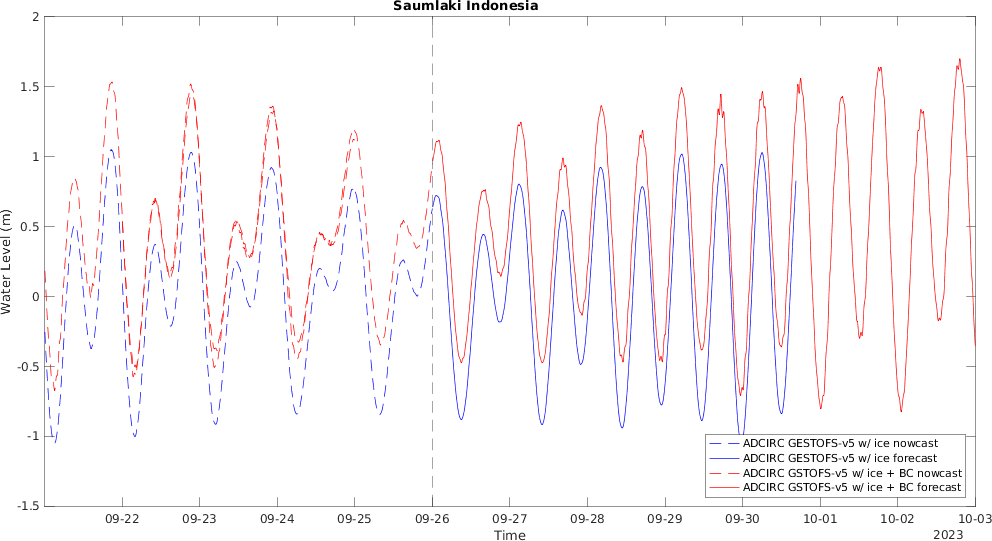 Saumlaki Indonesia
2
1.5
1
0.5
0
-0.5
-1
-1.5
Water Level (m)
09-22 09-23 09-24 09-25 09-26 09-27 09-28 09-29 09-30 10-01 10-02 10-03
Time
2023
ADCIRC GESTOFS-v5 w/ ice nowcast
ADCIRC GESTOFS-v5 w/ ice forecast
ADCIRC GSTOFS-v5 w/ ice + BC nowcast
ADCIRC GSTOFS-v5 w/ ice + BC forecast